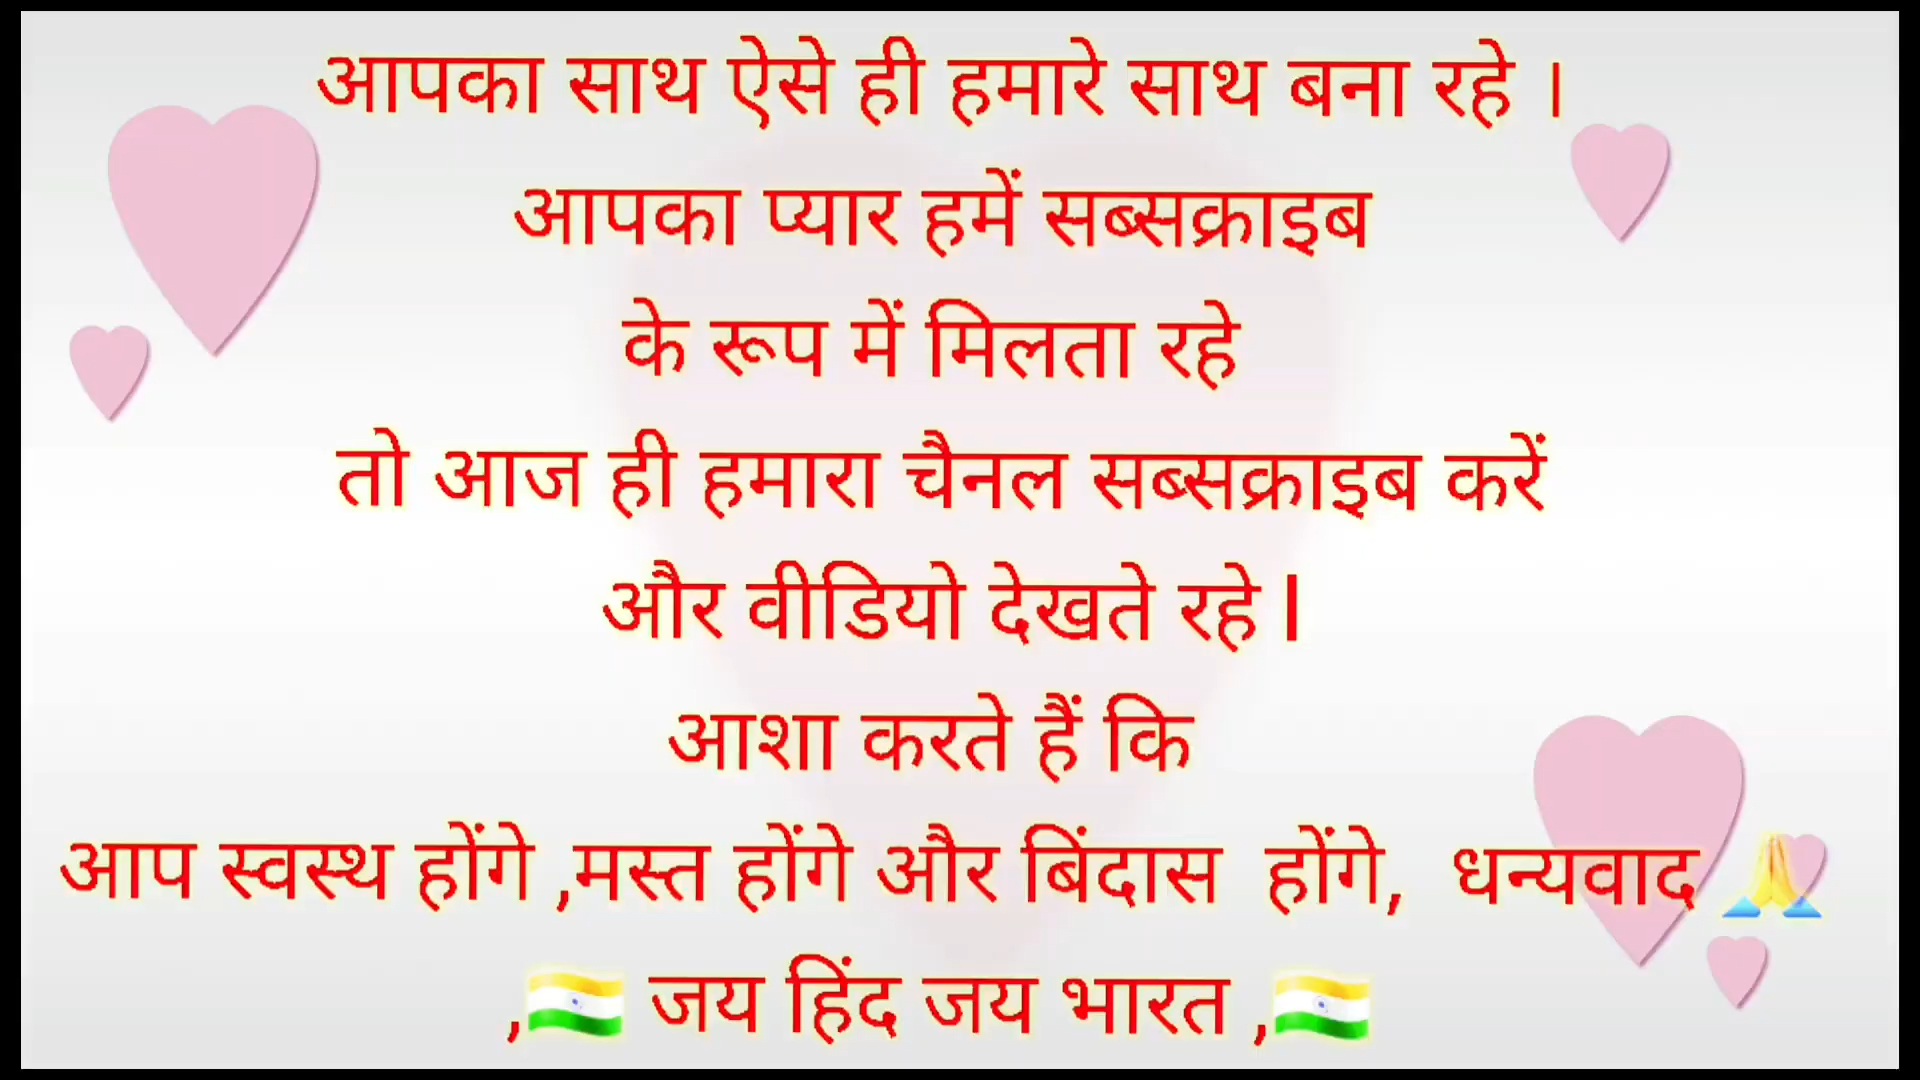 आपका साथ ऐसे ही हमारे साथ बना रहे ।
आपका प्यार हमें सब्सक्राइब
के रूप में मिलता रहे
तो आज ही हमारा चैनल सब्सक्राइब करें
और वीडियो देखते रहे l
आशा करते हैं कि
आप स्वस्थ होंगे ,मस्त होंगे और बिंदास होंगे, धन्यवाद 🙏
,🇮🇳 जय हिंद जय भारत ,🇮🇳